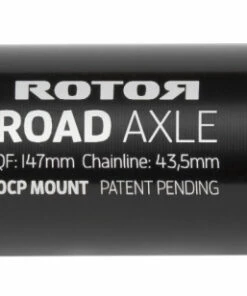 ROTOR
ROAD AXLE
QF: 147mm Chainline: 43,5mm
OCP MOUNT PATENT PENDING